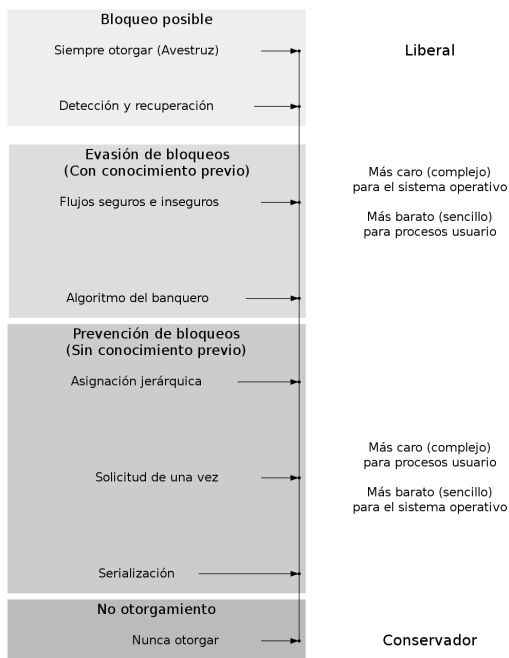 Bloqueo posible
Siempre otorgar (Avestruz)
Liberal
Detección y recuperación
Evasión de bloqueos
(Con conocimiento previo)
Más caro (complejo)
para el sistema operativo
Flujos seguros e inseguros
Más barato (sencillo)
para procesos usuario
Algoritmo del banquero
Prevención de bloqueos
(Sin conocimiento previo)
Asignación jerárquica
Más caro (complejo)
para procesos usuario
Solicitud de una vez
Más barato (sencillo)
para el sistema operativo
Serialización
No otorgamiento
Nunca otorgar
Conservador